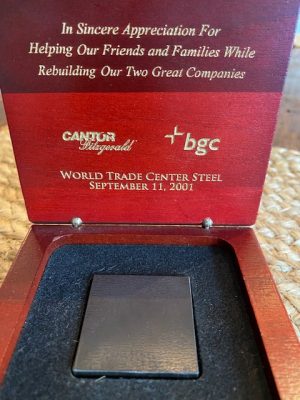 In Sincere Appreciation For
Helping Our Friends and Families While
Rebuilding Our Two Great Companies
CANTOR
Fitzgerald
bgc
WORLD TRADE CENTER STEEL
SEPTEMBER 11, 2001